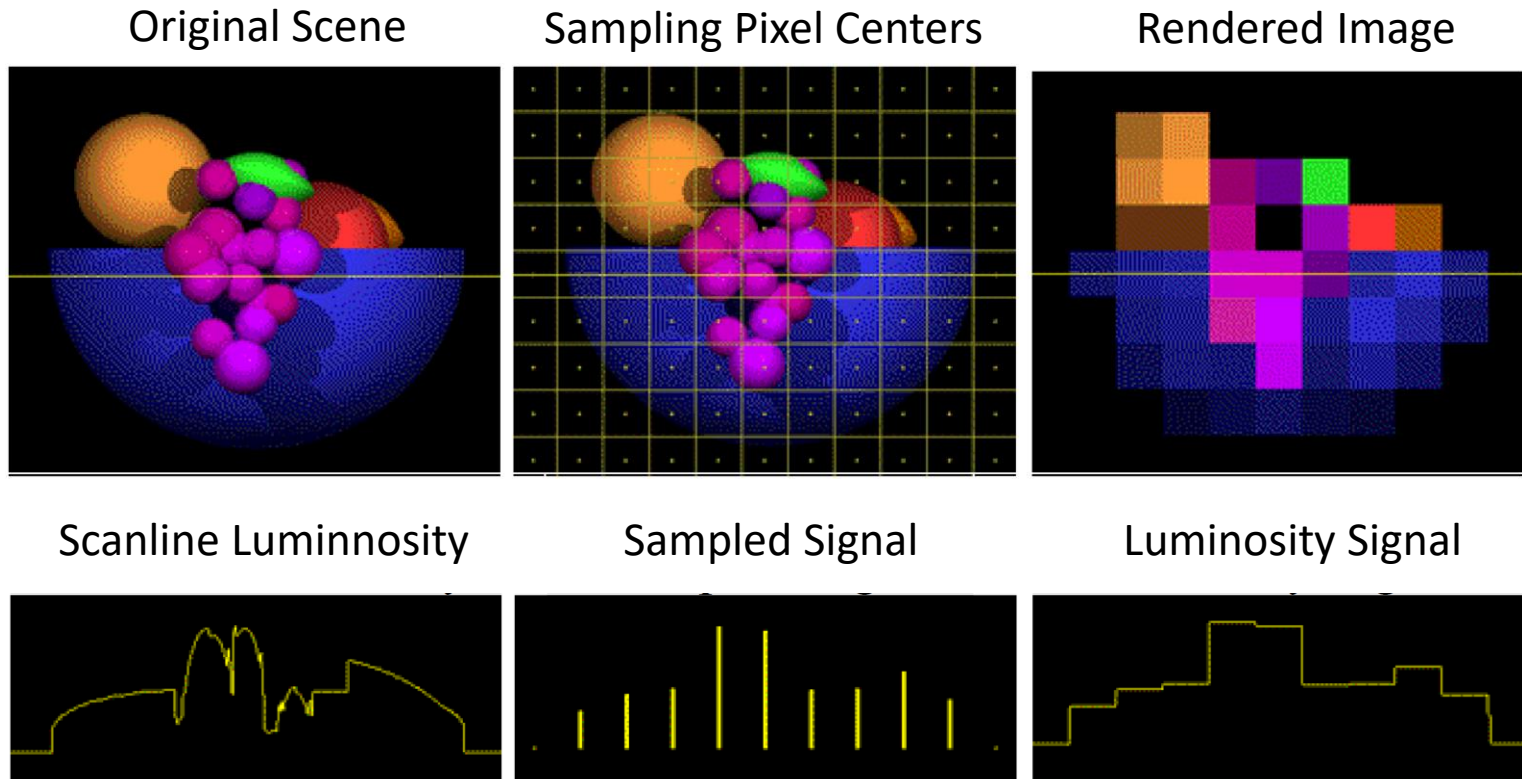 Original Scene
Sampling Pixel Centers
Rendered Image
Scanline Luminnosity
Sampled Signal
Luminosity Signal